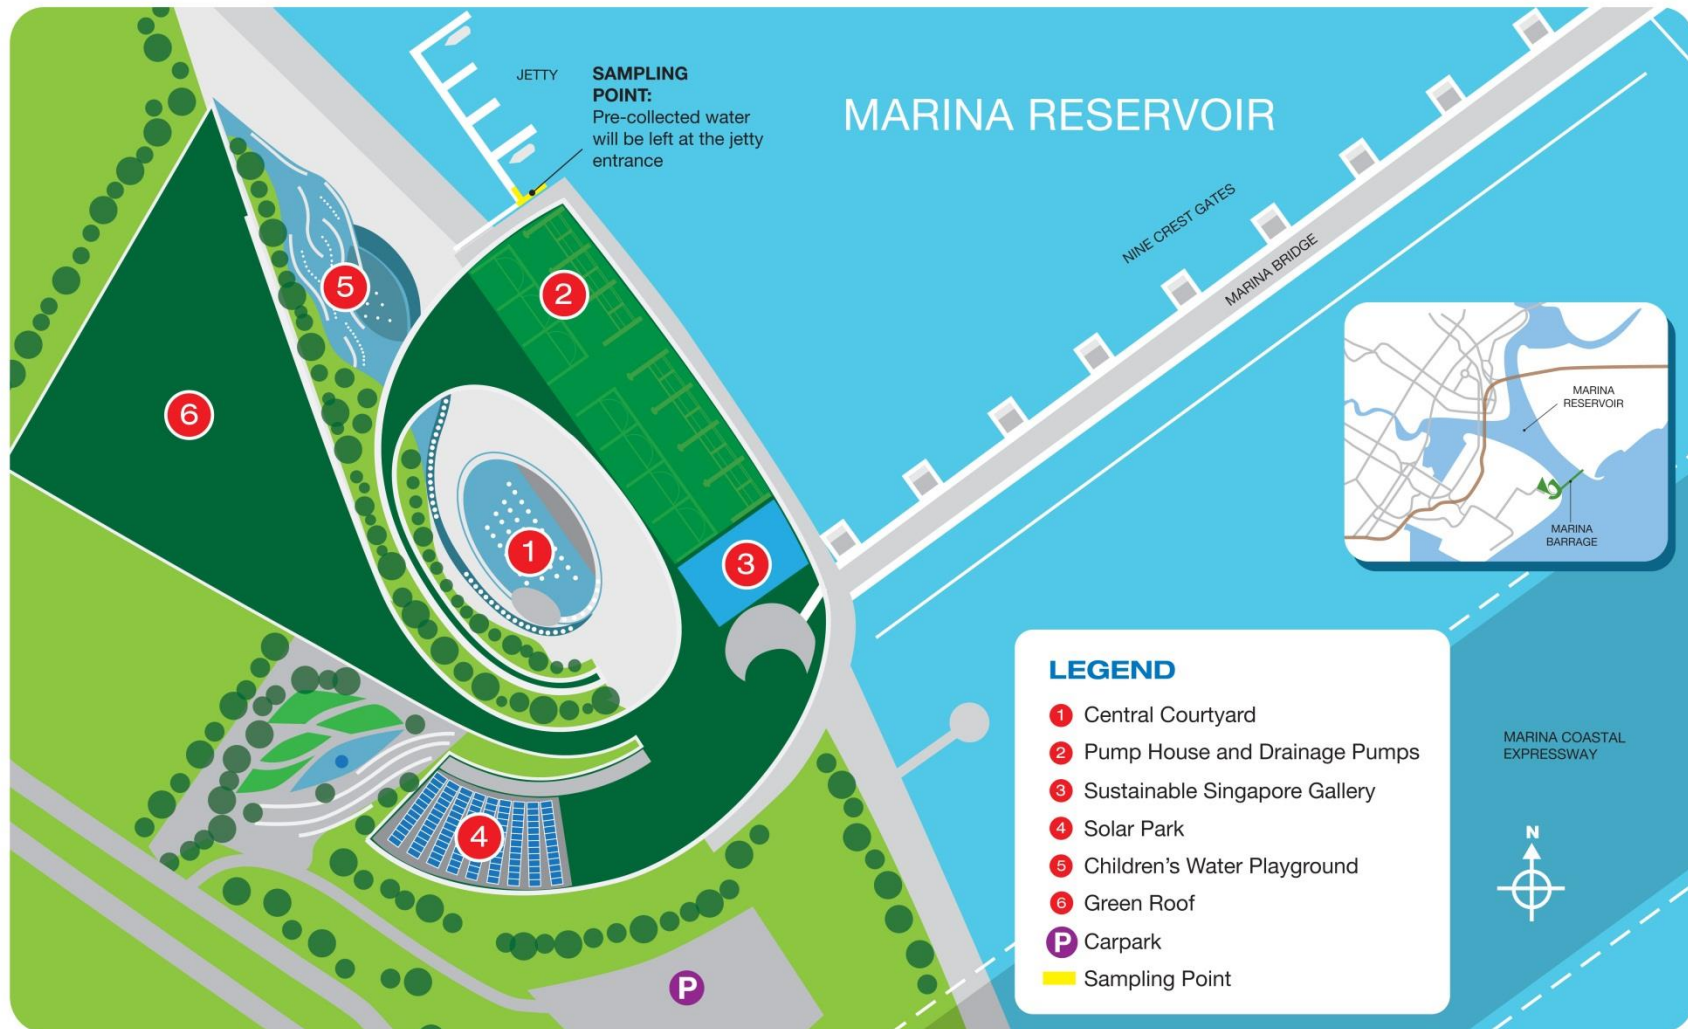 JETTY
SAMPLING
POINT:
Pre-collected water
will be left at the jetty
entrance
MARINA RESERVOIR
NINE CREST GATES
MARINA BRIDGE
5
2
6
1
3
4
P
MARINA
RESERVOIR
MARINA
BARRAGE
LEGEND
1 Central Courtyard
2 Pump House and Drainage Pumps
3 Sustainable Singapore Gallery
4 Solar Park
5 Children's Water Playground
6 Green Roof
P Carpark
Sampling Point
MARINA COASTAL
EXPRESSWAY
N